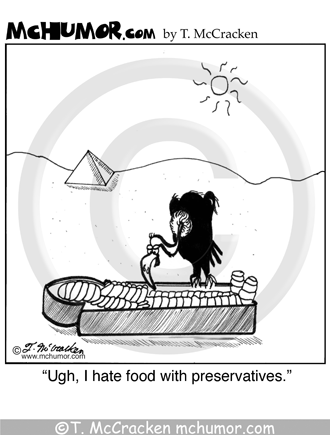 McHUMOR.com by T. McCracken
© T. McCracken
www.mchumor.com
“Ugh, I hate food with preservatives.”
©T. McCracken mchumor.com